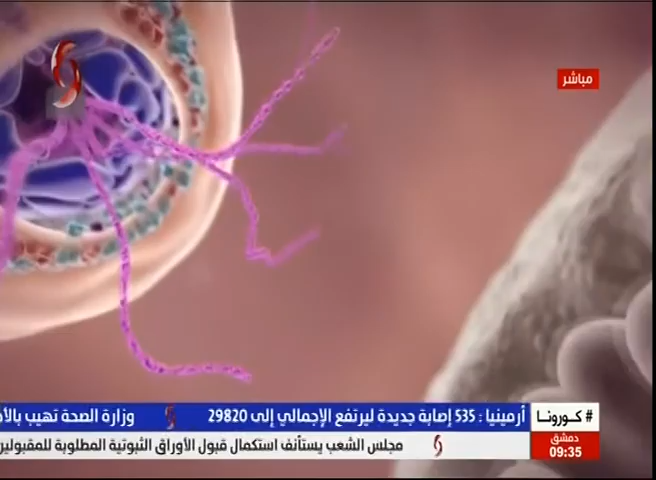 مباشر
# كورونا
أرمينيا : 535 إصابة جديدة ليرتفع الإجمالي إلى 29820
وزارة الصحة تهيب بالأ
دمشق
09:35
مجلس الشعب يستأنف استكمال قبول الأوراق الثبوتية المطلوبة للمقبولين